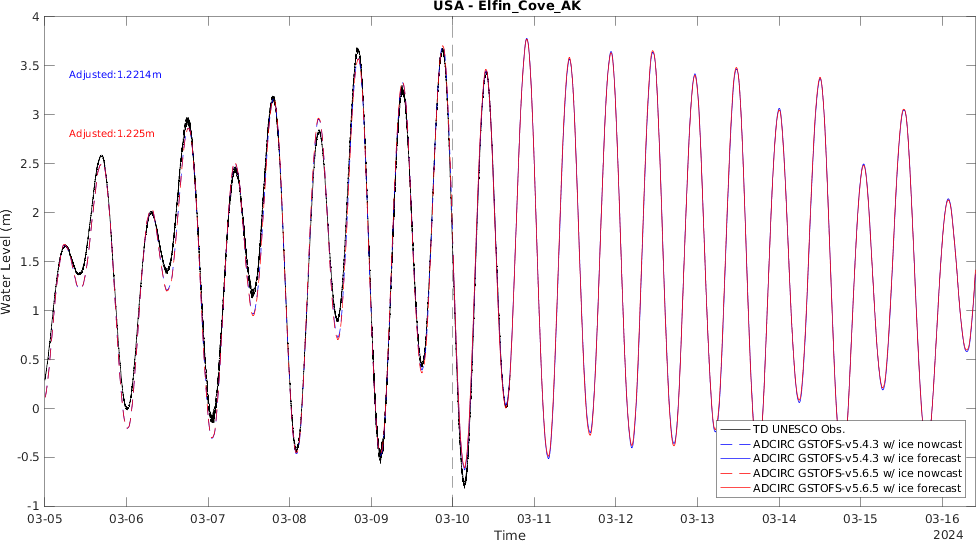 USA - Elfin_Cove_AK
4
3.5
3
2.5
2
1.5
1
0.5
0
-0.5
-1
Water Level (m)
Adjusted:1.2214m
Adjusted:1.225m
TD UNESCO Obs.
ADCIRC GSTOFS-v5.4.3 w/ ice nowcast
ADCIRC GSTOFS-v5.4.3 w/ ice forecast
ADCIRC GSTOFS-v5.6.5 w/ ice nowcast
ADCIRC GSTOFS-v5.6.5 w/ ice forecast
03-05 03-06 03-07 03-08 03-09 03-10 03-11 03-12 03-13 03-14 03-15 03-16
Time
2024